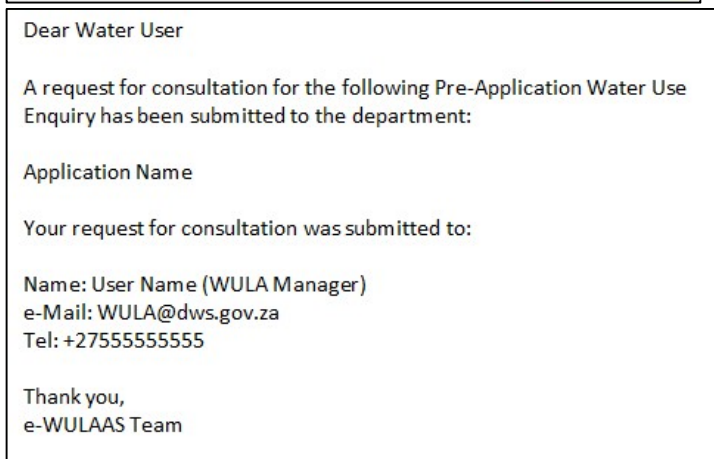 Dear Water User
A request for consultation for the following Pre-Application Water Use
Enquiry has been submitted to the department:
Application Name
Your request for consultation was submitted to:
Name: User Name (WULA Manager)
e-Mail: WULA@dws.gov.za
Tel: +27555555555
Thank you,
e-WULAAS Team